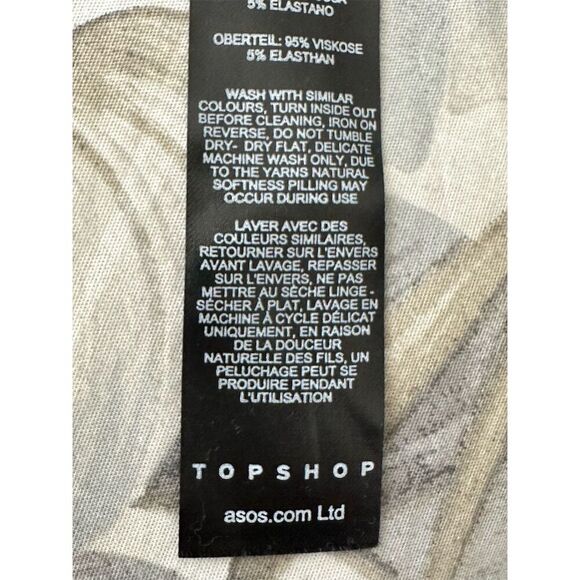 5% ELASTANO
OBERTEIL: 95% VISKOSE
5% ELASTHAN
WASH WITH SIMILAR
COLOURS, TURN INSIDE OUT
BEFORE CLEANING, IRON ON
REVERSE, DO NOT TUMBLE
DRY- DRY FLAT, DELICATE
MACHINE WASH ONLY, DUE
TO THE YARNS NATURAL
SOFTNESS PILLING MAY
OCCUR DURING USE
LAVER AVEC DES
COULEURS SIMILAIRES,
RETOURNER SUR L'ENVERS
AVANT LAVAGE, REPASSER
SUR L'ENVERS, NE PAS
METTRE AU SÈCHE LINGE -
SÉCHER À PLAT, LAVAGE EN
MACHINE À CYCLE DÉLICAT
UNIQUEMENT, EN RAISON
DE LA DOUCEUR
NATURELLE DES FILS, UN
PELUCHAGE PEUT SE
PRODUIRE PENDANT
L'UTILISATION
TOPSHOP
asos.com Ltd